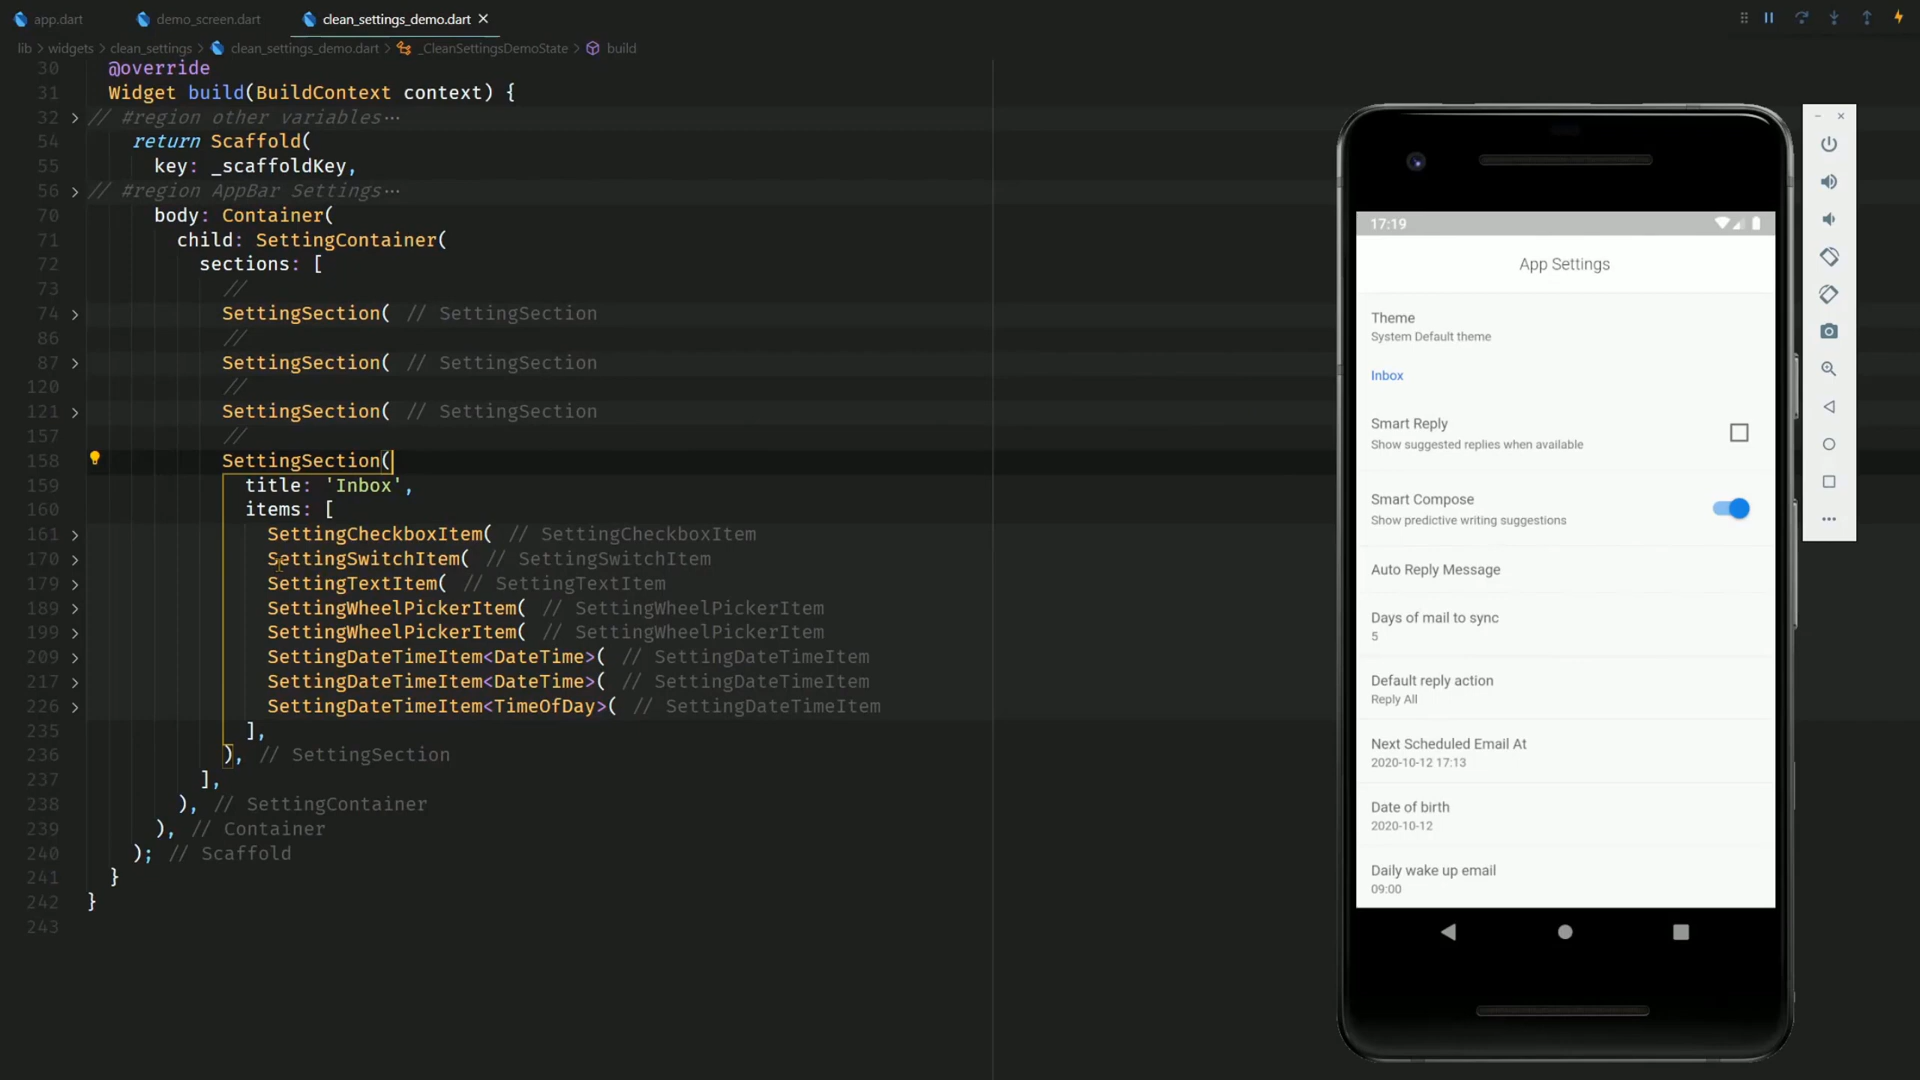 app.dart demo_screen.dart clean_settings_demo.dart
lib > widgets > clean_settings > clean_settings_demo.dart > _CleanSettingsDemoState > build
30 @override
31 Widget build(BuildContext context) {
32 // #region other variables···
54 return Scaffold(
55 key: _scaffoldKey,
56 // #region AppBar Settings···
70 body: Container(
71 child: SettingContainer(
72 sections: [
73 //
74 SettingSection( // SettingSection
86 //
87 SettingSection( // SettingSection
120 //
121 SettingSection( // SettingSection
157 //
158 SettingSection(
159 title: 'Inbox',
160 items: [
161 SettingCheckboxItem( // SettingCheckboxItem
170 SettingSwitchItem( // SettingSwitchItem
179 SettingTextItem( // SettingTextItem
189 SettingWheelPickerItem( // SettingWheelPickerItem
199 SettingWheelPickerItem( // SettingWheelPickerItem
209 SettingDateTimeItem<DateTime>( // SettingDateTimeItem
217 SettingDateTimeItem<DateTime>( // SettingDateTimeItem
226 SettingDateTimeItem<TimeOfDay>( // SettingDateTimeItem
235 ],
236 ), // SettingSection
237 ],
238 ), // SettingContainer
239 ), // Container
240 ); // Scaffold
241 }
242 }
243
17:19
App Settings
Theme
System Default theme
Inbox
Smart Reply
Show suggested replies when available
Smart Compose
Show predictive writing suggestions
Auto Reply Message
Days of mail to sync
5
Default reply action
Reply All
Next Scheduled Email At
2020-10-12 17:13
Date of birth
2020-10-12
Daily wake up email
09:00